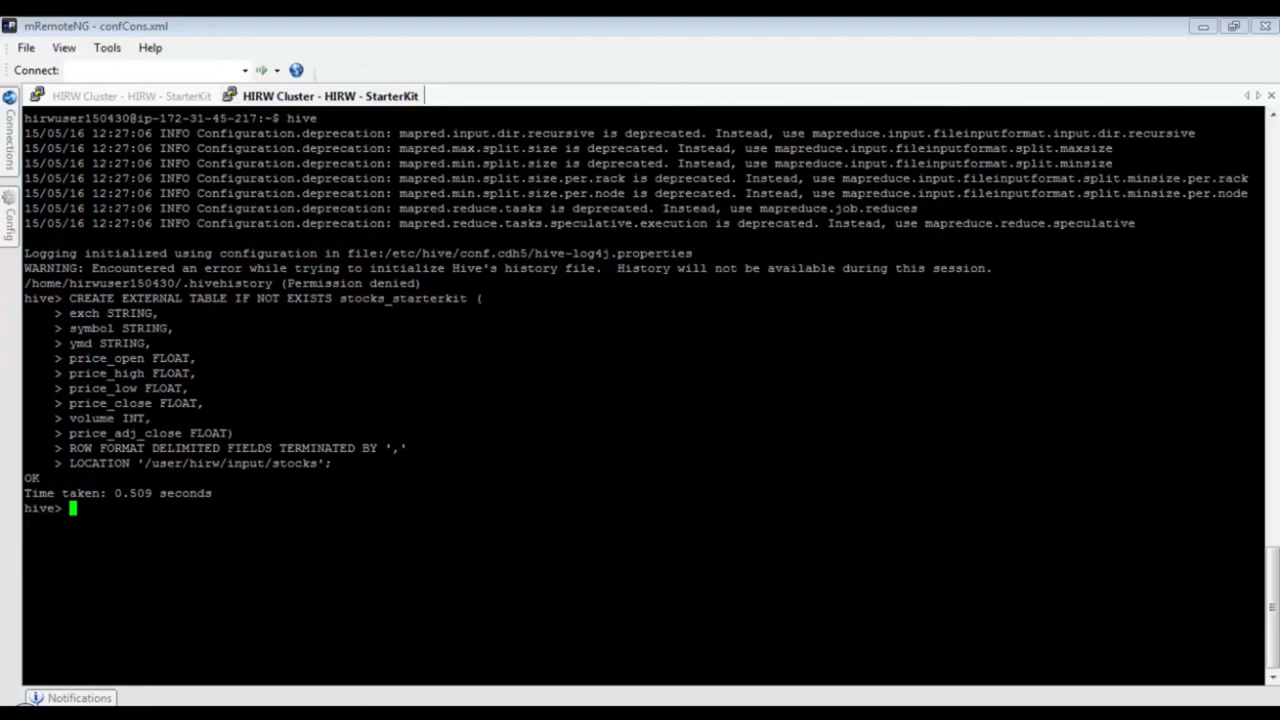 mRemoteNG - confCons.xml
File View Tools Help
Connect:
HIRW Cluster - HIRW - StarterKit HIRW Cluster - HIRW - StarterKit
Connections
Config
hirwuser150430@ip-172-31-45-217:~$ hive
15/05/16 12:27:06 INFO Configuration.deprecation: mapred.input.dir.recursive is deprecated. Instead, use mapreduce.input.fileinputformat.input.dir.recursive
15/05/16 12:27:06 INFO Configuration.deprecation: mapred.max.split.size is deprecated. Instead, use mapreduce.input.fileinputformat.split.maxsize
15/05/16 12:27:06 INFO Configuration.deprecation: mapred.min.split.size is deprecated. Instead, use mapreduce.input.fileinputformat.split.minsize
15/05/16 12:27:06 INFO Configuration.deprecation: mapred.min.split.size.per.rack is deprecated. Instead, use mapreduce.input.fileinputformat.split.minsize.per.rack
15/05/16 12:27:06 INFO Configuration.deprecation: mapred.min.split.size.per.node is deprecated. Instead, use mapreduce.input.fileinputformat.split.minsize.per.node
15/05/16 12:27:06 INFO Configuration.deprecation: mapred.reduce.tasks is deprecated. Instead, use mapreduce.job.reduces
15/05/16 12:27:06 INFO Configuration.deprecation: mapred.reduce.tasks.speculative.execution is deprecated. Instead, use mapreduce.reduce.speculative
Logging initialized using configuration in file:/etc/hive/conf.cdh5/hive-log4j.properties
WARNING: Encountered an error while trying to initialize Hive's history file.  History will not be available during this session.
/home/hirwuser150430/.hivehistory (Permission denied)
hive> CREATE EXTERNAL TABLE IF NOT EXISTS stocks_starterkit (
> exch STRING,
> symbol STRING,
> ymd STRING,
> price_open FLOAT,
> price_high FLOAT,
> price_low FLOAT,
> price_close FLOAT,
> volume INT,
> price_adj_close FLOAT)
> ROW FORMAT DELIMITED FIELDS TERMINATED BY ','
> LOCATION '/user/hirw/input/stocks';
OK
Time taken: 0.509 seconds
hive>
Notifications